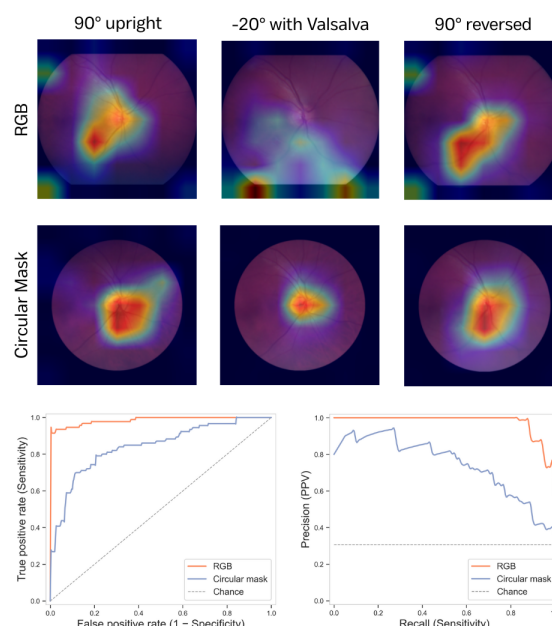 90° upright
-20° with Valsalva
90° reversed
RGB
Circular Mask
True positive rate (Sensitivity)
1.0
0.8
0.6
0.4
0.2
0.0
0.0
0.2
0.4
0.6
0.8
1.0
RGB
Circular mask
Chance
False positive rate (1 − Specificity)
Precision (PPV)
1.0
0.8
0.6
0.4
0.2
0.0
0.0
0.2
0.4
0.6
0.8
RGB
Circular mask
Chance
Recall (Sensitivity)